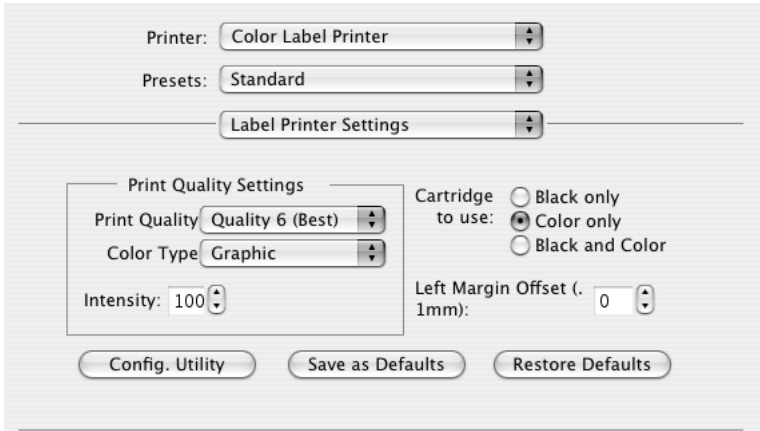 Printer: Color Label Printer
Presets: Standard
Label Printer Settings
Print Quality Settings
Print Quality Quality 6 (Best)
Color Type Graphic
Intensity: 100
Cartridge
to use:
Black only
Color only
Black and Color
Left Margin Offset (.
1mm):
0
Config. Utility
Save as Defaults
Restore Defaults